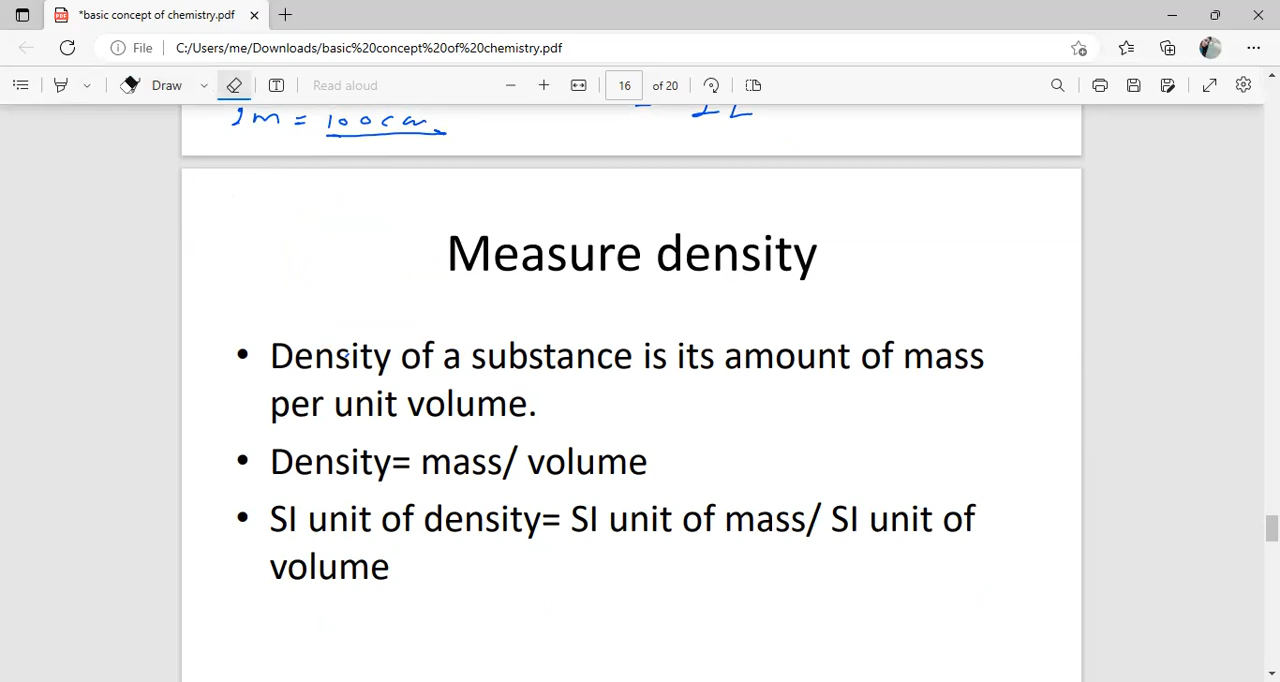 *basic concept of chemistry.pdf
File C:/Users/me/Downloads/basic%20concept%20of%20chemistry.pdf
Draw Read aloud 16 of 20
1m = 100cm
1L
Measure density
• Density of a substance is its amount of mass
per unit volume.
• Density= mass/ volume
• SI unit of density= SI unit of mass/ SI unit of
volume